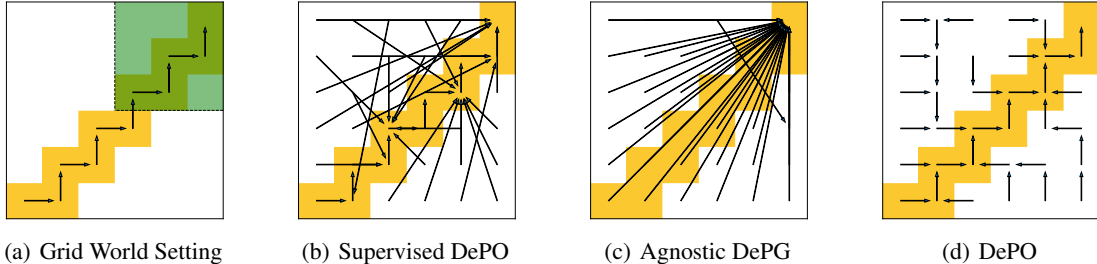 (a) Grid World Setting
(b) Supervised DePO
(c) Agnostic DePG
(d) DePO